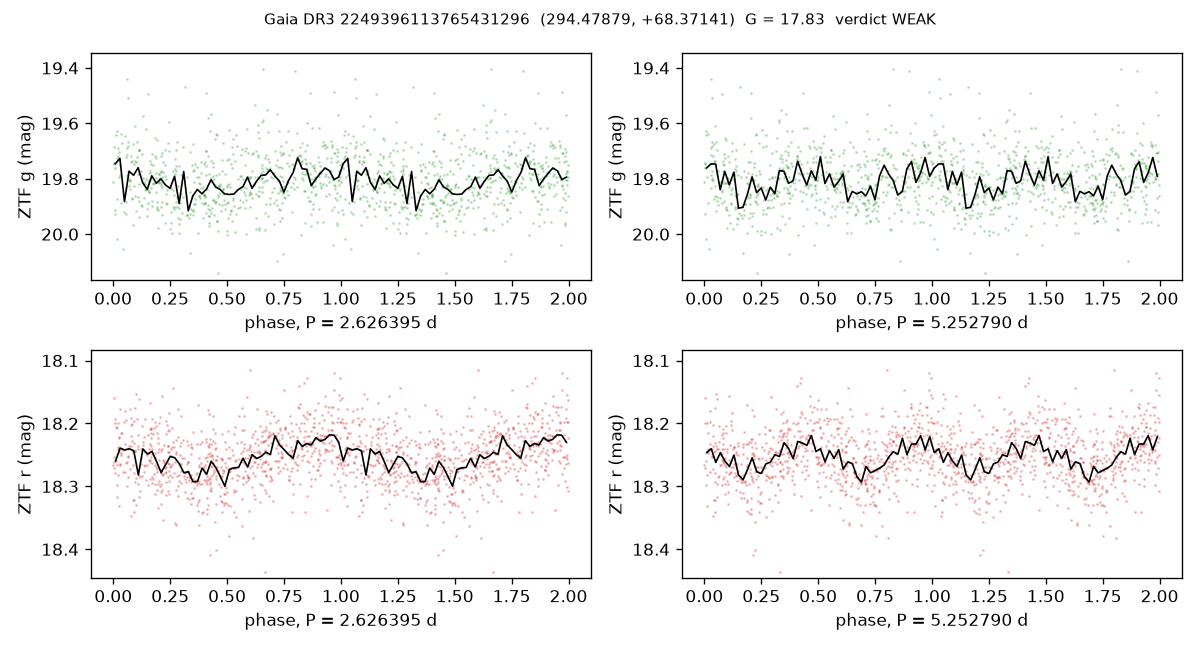 Gaia DR3 2249396113765431296 (294.47879, +68.37141) G = 17.83 verdict WEAK
ZTF g (mag)
19.4
19.6
19.8
20.0
0.00 0.25 0.50 0.75 1.00 1.25 1.50 1.75 2.00
phase, P = 2.626395 d
ZTF g (mag)
19.4
19.6
19.8
20.0
0.00 0.25 0.50 0.75 1.00 1.25 1.50 1.75 2.00
phase, P = 5.252790 d
ZTF r (mag)
18.1
18.2
18.3
18.4
0.00 0.25 0.50 0.75 1.00 1.25 1.50 1.75 2.00
phase, P = 2.626395 d
ZTF r (mag)
18.1
18.2
18.3
18.4
0.00 0.25 0.50 0.75 1.00 1.25 1.50 1.75 2.00
phase, P = 5.252790 d